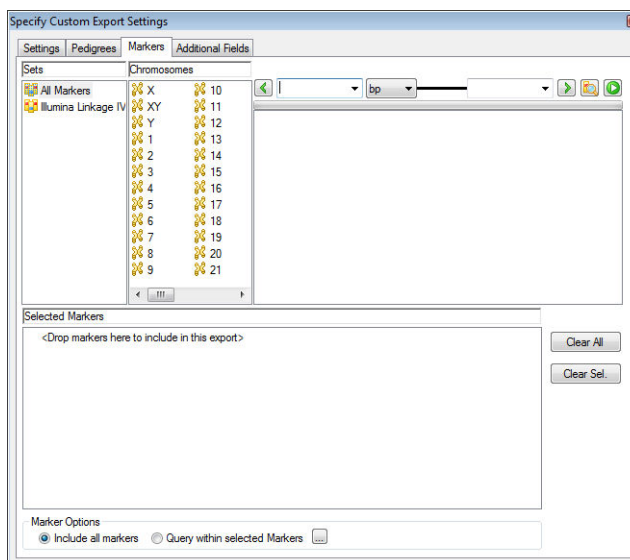 Specify Custom Export Settings
Settings Pedigrees Markers Additional Fields
Sets Chromosomes
All Markers
Illumina Linkage IV
X 10
XY 11
Y 12
1 13
2 14
3 15
4 16
5 17
6 18
7 19
8 20
9 21
bp
Selected Markers
<Drop markers here to include in this export>
Clear All
Clear Sel.
Marker Options
Include all markers Query within selected Markers ...